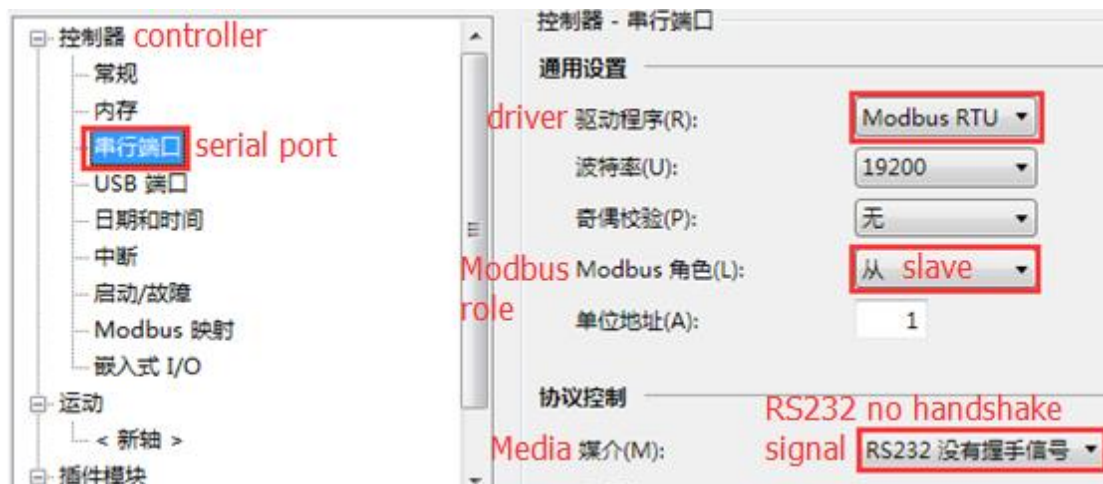 控制器 controller
常规
内存
串行端口 serial port
USB 端口
日期和时间
中断
启动/故障
Modbus 映射
嵌入式 I/O
运动
< 新轴 >
插件模块
控制器 - 串行端口
通用设置
driver 驱动程序(R): Modbus RTU
波特率(U): 19200
奇偶校验(P): 无
Modbus role Modbus 角色(L): 从 slave
单位地址(A): 1
协议控制
RS232 no handshake signal
Media 媒介(M): RS232 没有握手信号